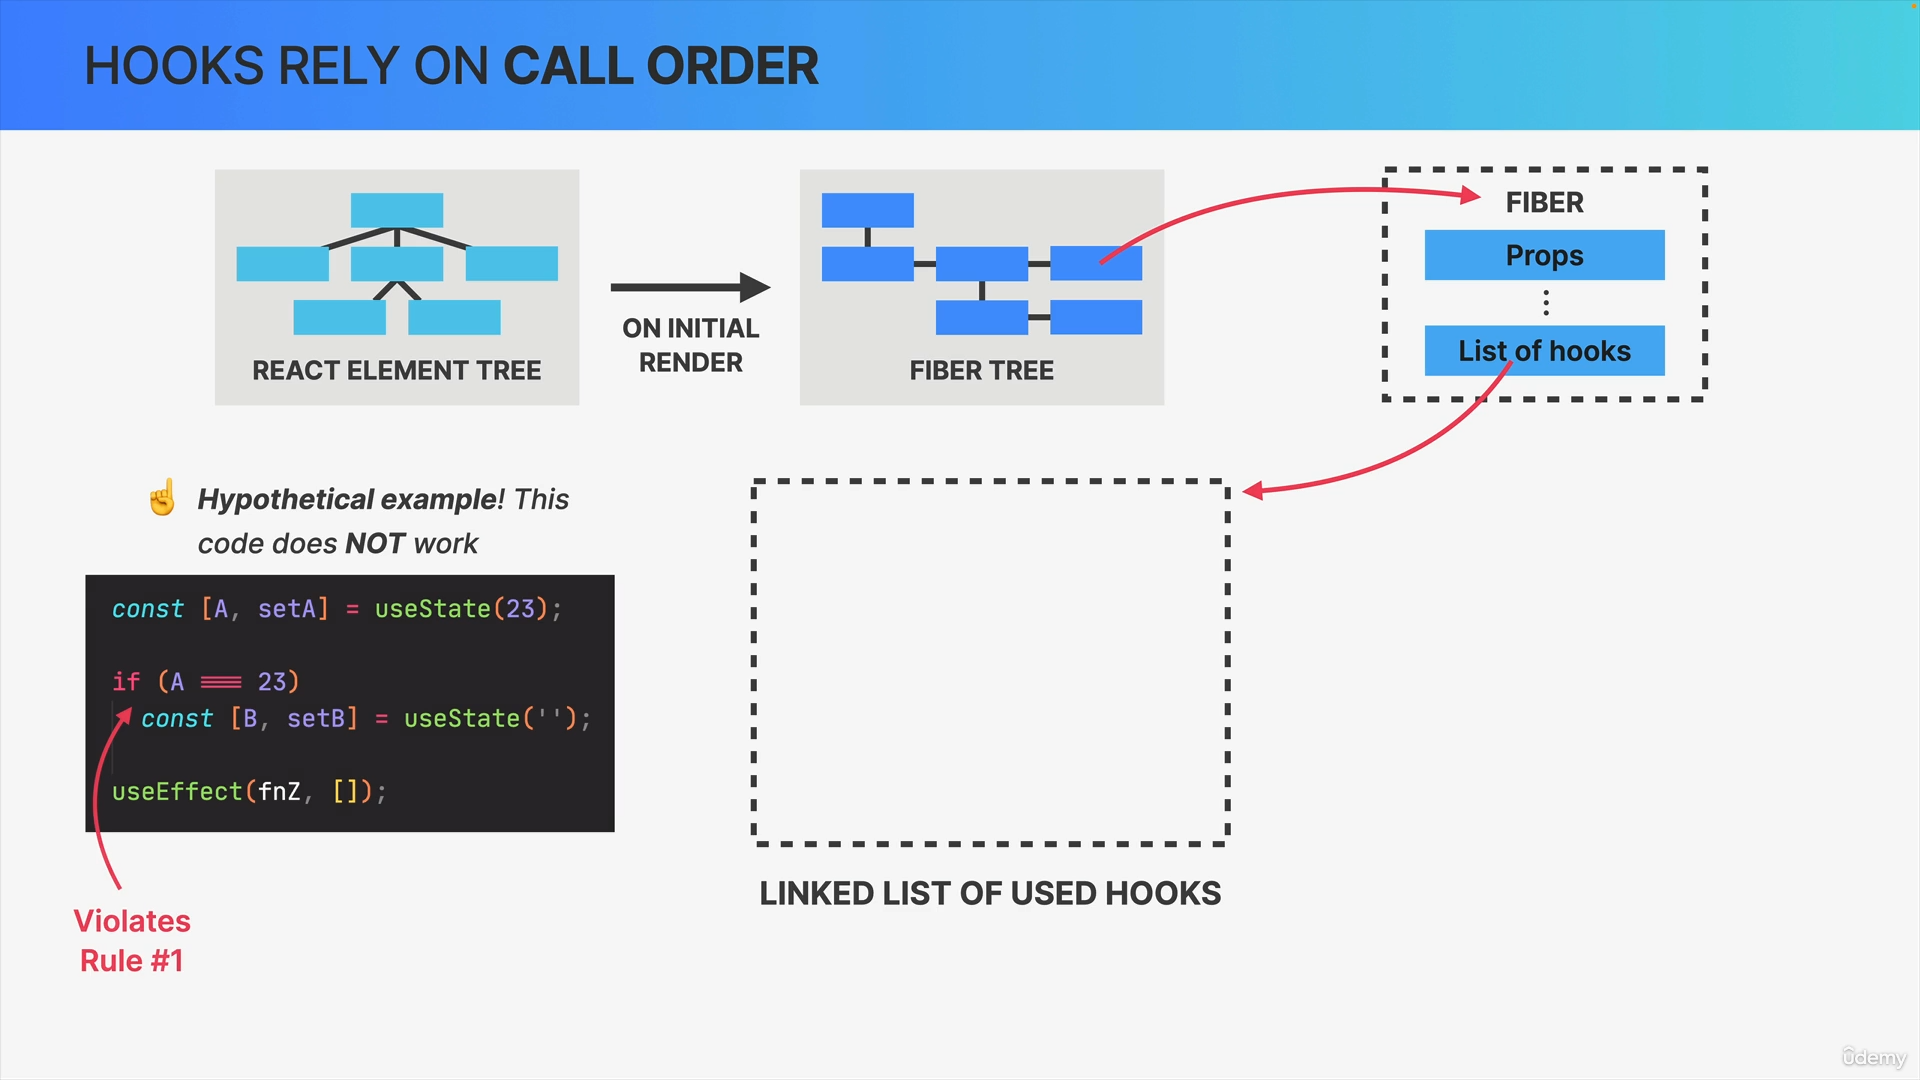 HOOKS RELY ON CALL ORDER
REACT ELEMENT TREE
ON INITIAL
RENDER
FIBER TREE
FIBER
Props
List of hooks
☝️ Hypothetical example! This
code does NOT work
const [A, setA] = useState(23);
if (A === 23)
const [B, setB] = useState('');
useEffect(fnZ, []);
Violates
Rule #1
LINKED LIST OF USED HOOKS
udemy